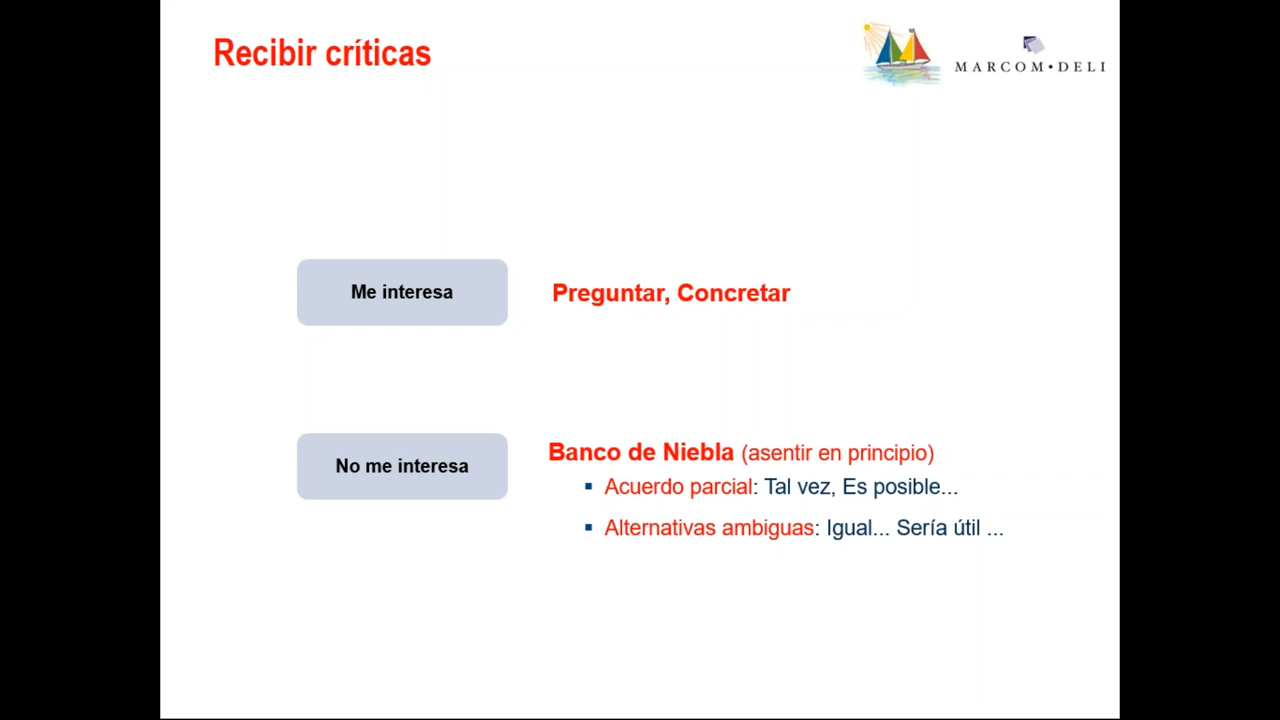 Recibir críticas
MARCOM•DELI
Me interesa
Preguntar, Concretar
No me interesa
Banco de Niebla (asentir en principio)
▪ Acuerdo parcial: Tal vez, Es posible...
▪ Alternativas ambiguas: Igual... Sería útil ...